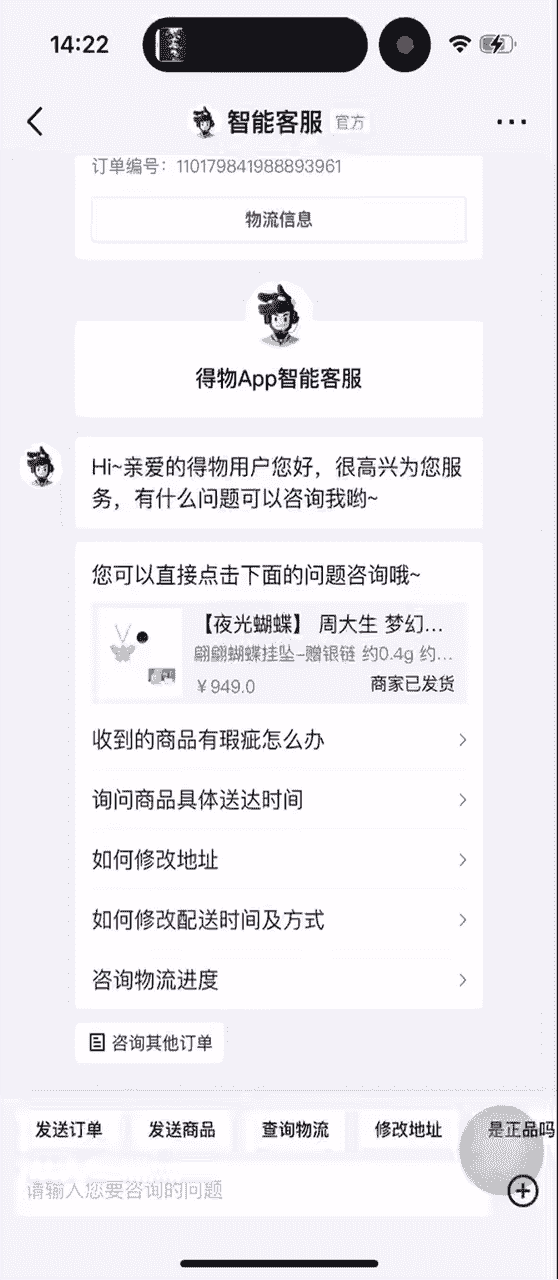 14:22
智能客服 官方
订单编号：110179841988893961
物流信息
得物App智能客服
Hi~亲爱的得物用户您好，很高兴为您服
务，有什么问题可以咨询我哟~
您可以直接点击下面的问题咨询哦~
【夜光蝴蝶】 周大生 梦幻...
翩翩蝴蝶挂坠-赠银链 约0.4g 约...
¥949.0 商家已发货
收到的商品有瑕疵怎么办
询问商品具体送达时间
如何修改地址
如何修改配送时间及方式
咨询物流进度
咨询其他订单
发送订单 发送商品 查询物流 修改地址 是正品吗
请输入您要咨询的问题